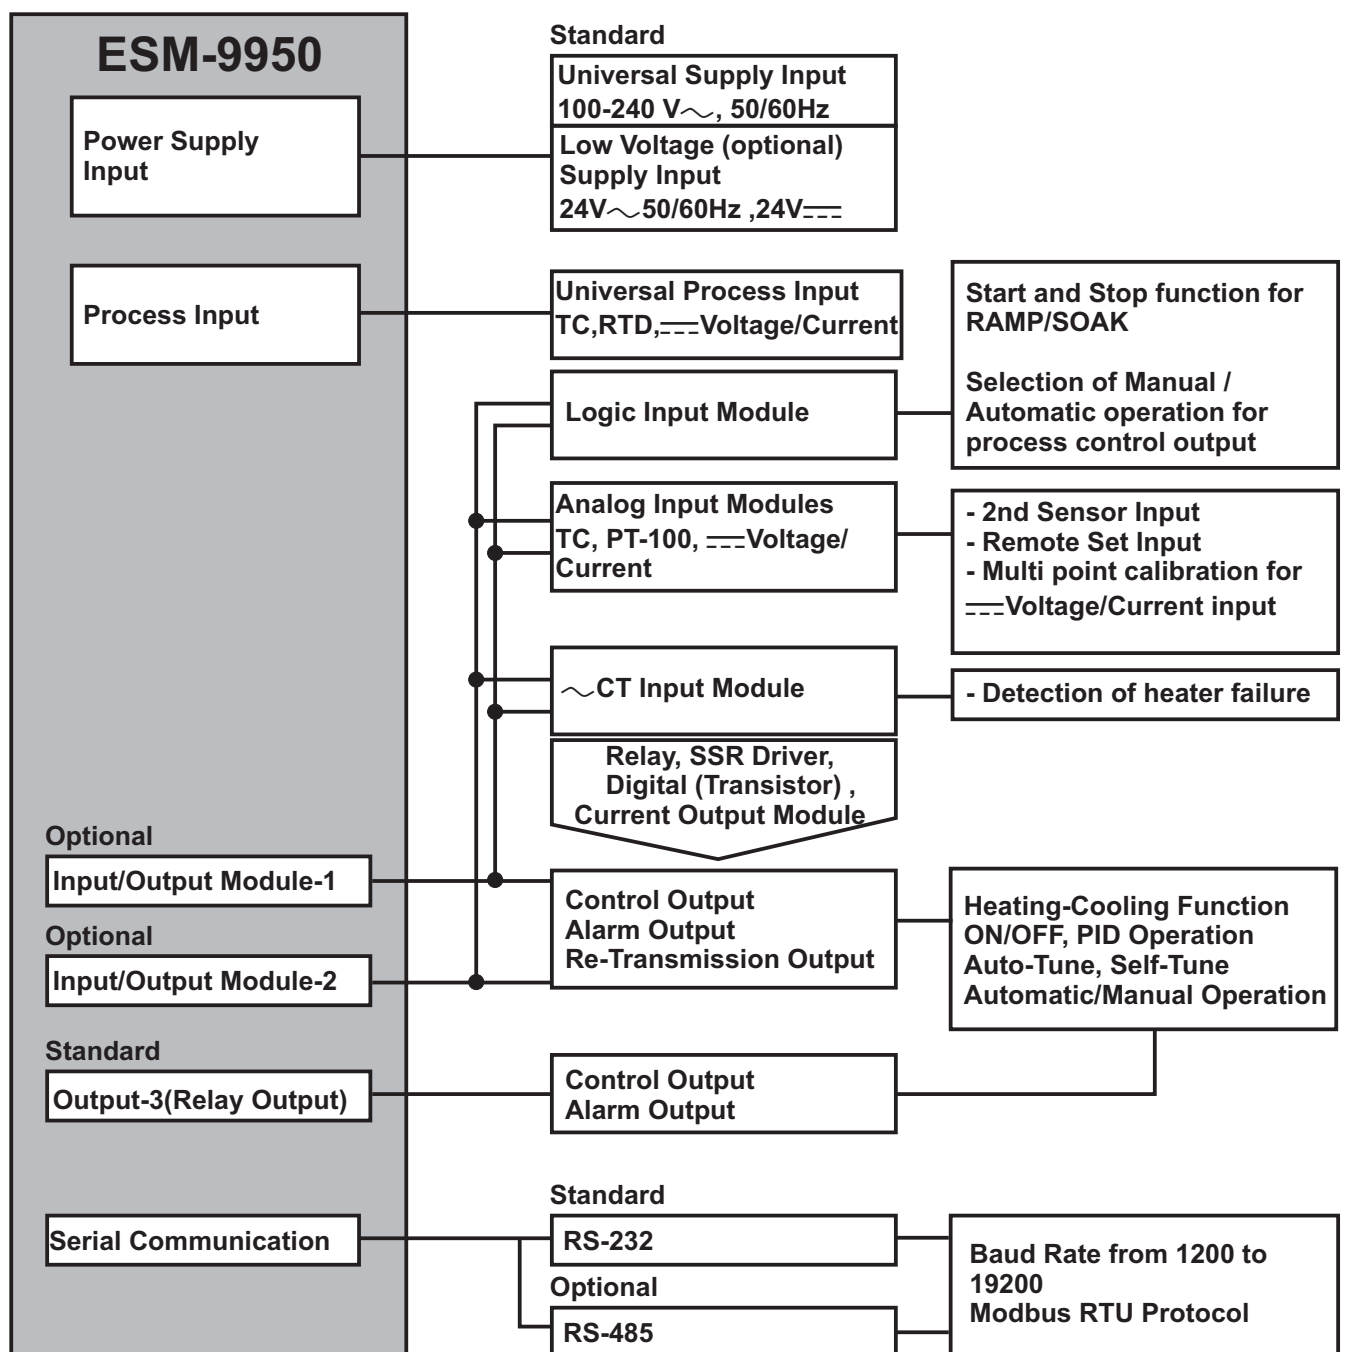 ESM-9950
Power Supply
Input
Standard
Universal Supply Input
100-240 V～, 50/60Hz
Low Voltage (optional)
Supply Input
24V～50/60Hz ,24V⎓
Process Input
Universal Process Input
TC,RTD,⎓Voltage/Current
Logic Input Module
Start and Stop function for
RAMP/SOAK
Selection of Manual /
Automatic operation for
process control output
Analog Input Modules
TC, PT-100, ⎓Voltage/
Current
- 2nd Sensor Input
- Remote Set Input
- Multi point calibration for
⎓Voltage/Current input
～CT Input Module
- Detection of heater failure
Relay, SSR Driver,
Digital (Transistor) ,
Current Output Module
Optional
Input/Output Module-1
Optional
Input/Output Module-2
Control Output
Alarm Output
Re-Transmission Output
Heating-Cooling Function
ON/OFF, PID Operation
Auto-Tune, Self-Tune
Automatic/Manual Operation
Standard
Output-3(Relay Output)
Control Output
Alarm Output
Serial Communication
Standard
RS-232
Optional
RS-485
Baud Rate from 1200 to
19200
Modbus RTU Protocol